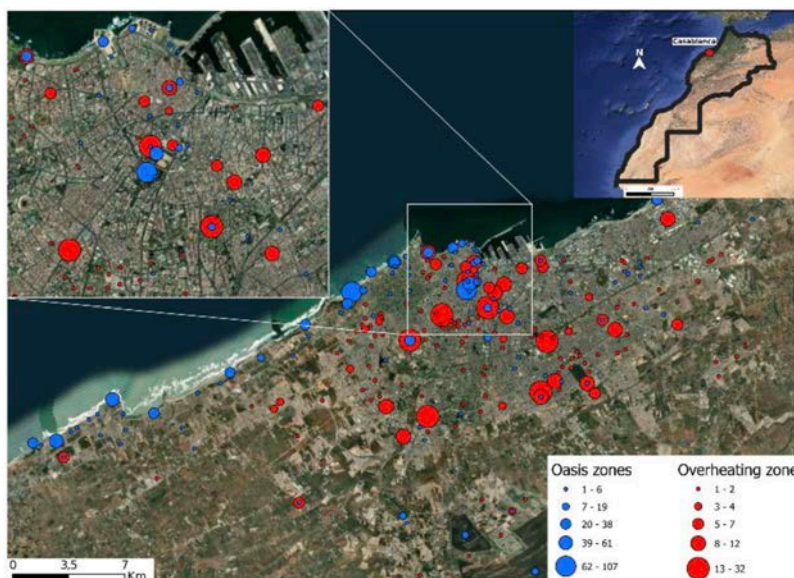 Casablanca
N
Oasis zones
1 - 6
7 - 19
20 - 38
39 - 61
62 - 107
Overheating zone
1 - 2
3 - 4
5 - 7
8 - 12
13 - 32
0 3.5 7
Km